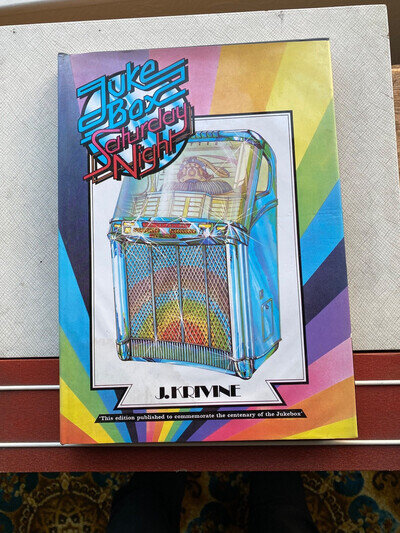 Juke
Box
Saturday
Night
J. KRIVINE
'This edition published to commemorate the centenary of the Jukebox'